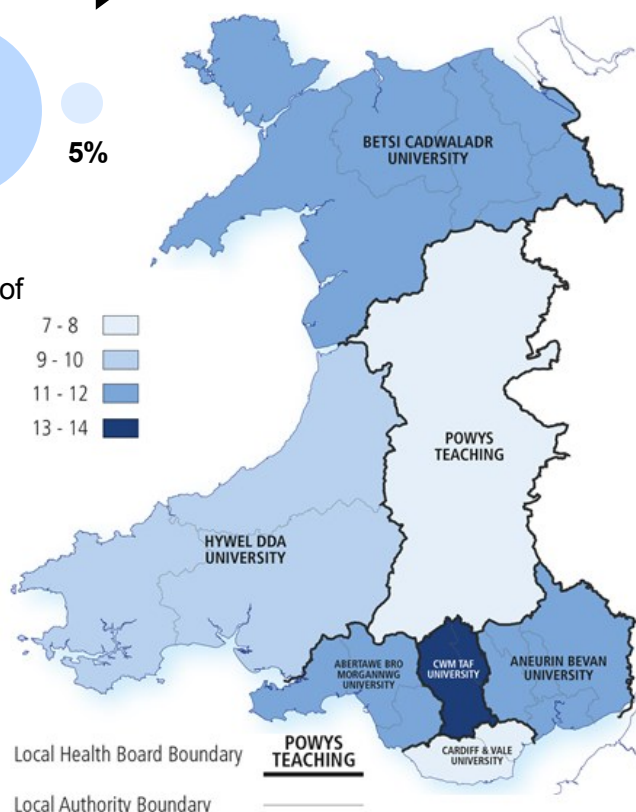 5%
BETSI CADWALADR
UNIVERSITY
of
7 - 8
9 - 10
11 - 12
13 - 14
POWYS
TEACHING
HYWEL DDA
UNIVERSITY
ABERTAWE BRO
MORGANNWG
UNIVERSITY
CWM TAF
UNIVERSITY
ANEURIN BEVAN
UNIVERSITY
CARDIFF & VALE
UNIVERSITY
Local Health Board Boundary
POWYS
TEACHING
Local Authority Boundary